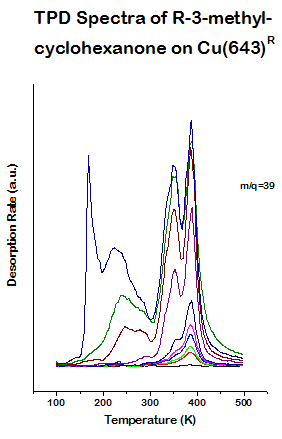 TPD Spectra of R-3-methyl-
cyclohexanone on Cu(643)ᴿ
m/q=39
Desorption Rate (a.u.)
100 200 300 400 500
Temperature (K)